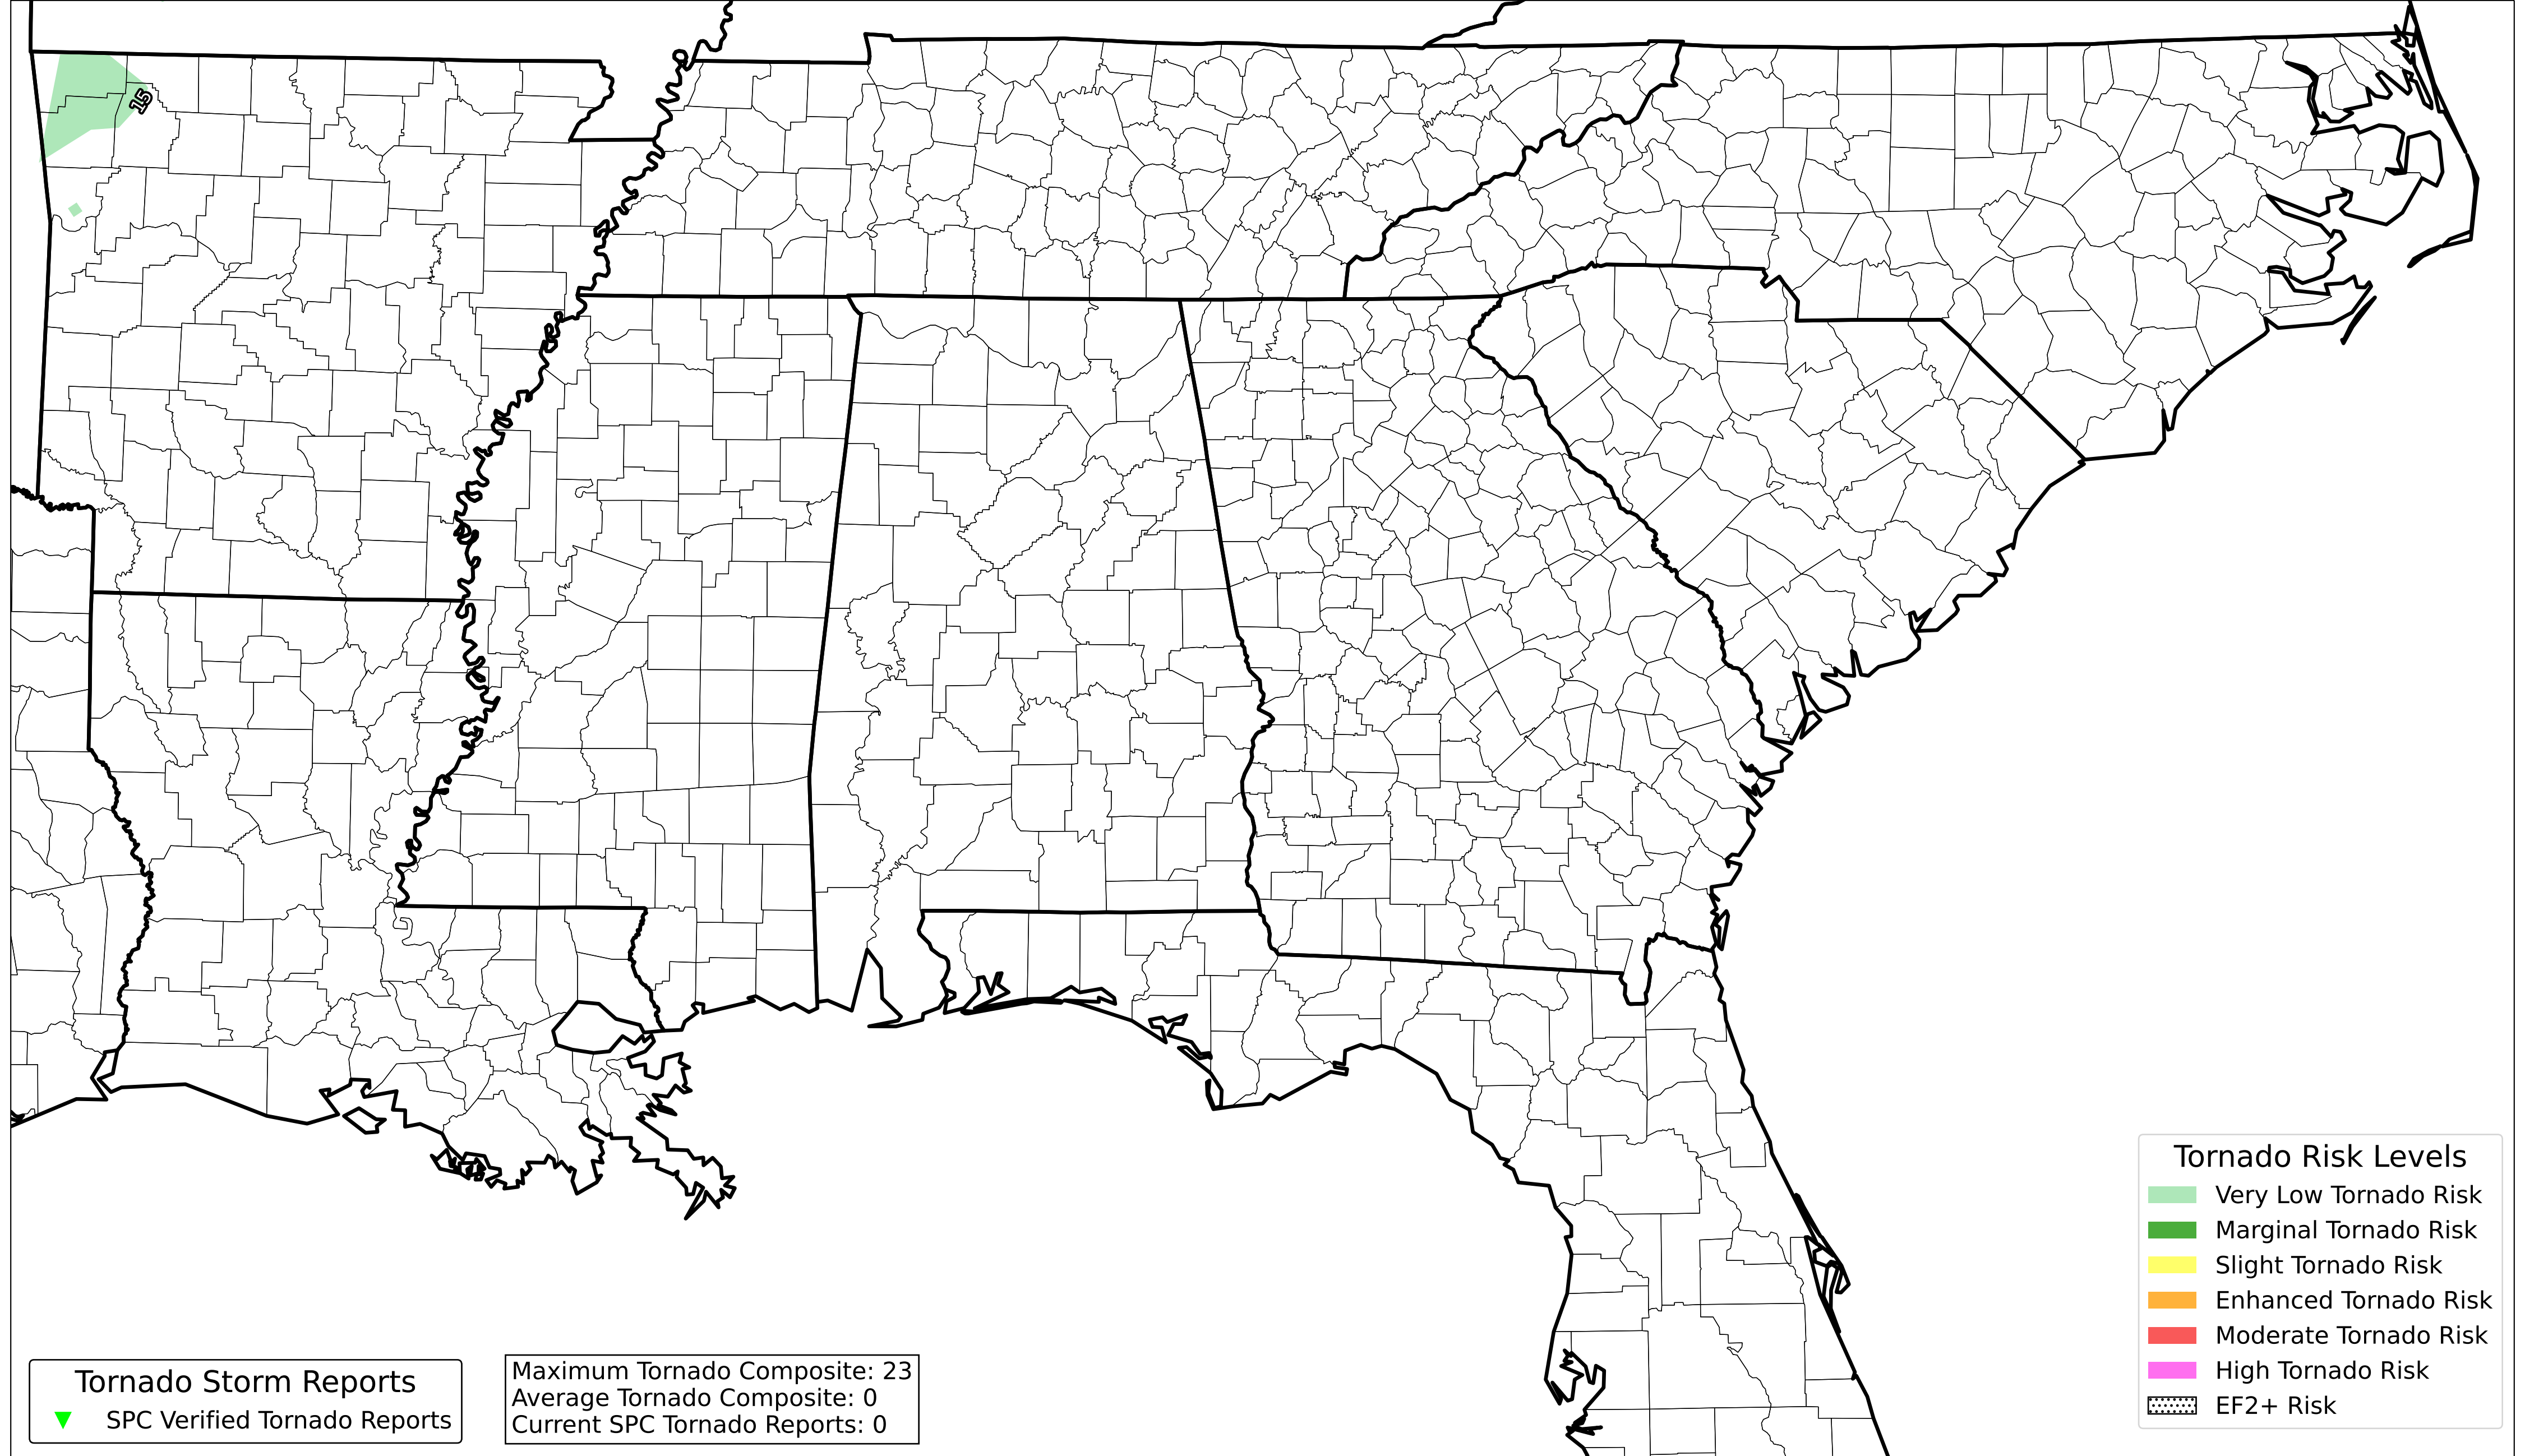 15
Tornado Risk Levels
Very Low Tornado Risk
Marginal Tornado Risk
Slight Tornado Risk
Enhanced Tornado Risk
Moderate Tornado Risk
High Tornado Risk
EF2+ Risk
Tornado Storm Reports
SPC Verified Tornado Reports
Maximum Tornado Composite: 23
Average Tornado Composite: 0
Current SPC Tornado Reports: 0